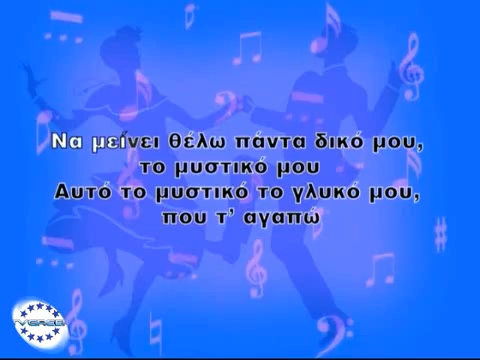 Να μείνει θέλω πάντα δικό μου,
το μυστικό μου
Αυτό το μυστικό το γλυκό μου,
που τ' αγαπώ